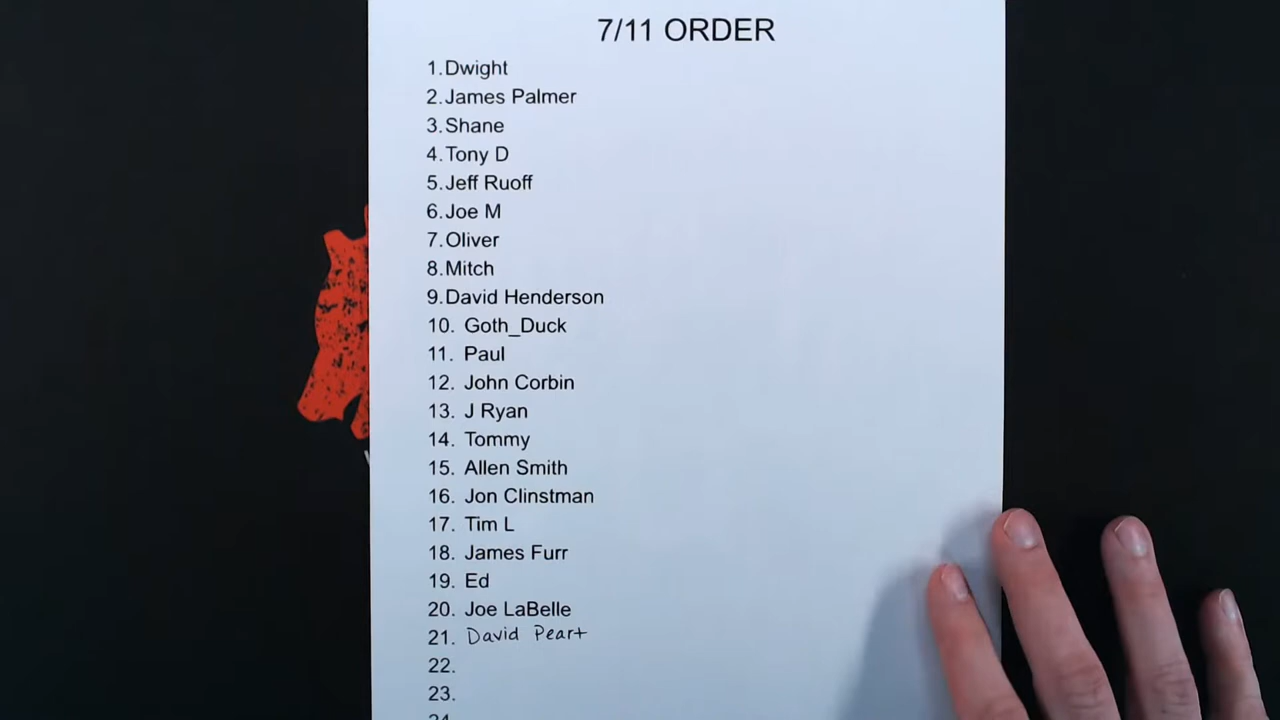 7/11 ORDER
1. Dwight
2. James Palmer
3. Shane
4. Tony D
5. Jeff Ruoff
6. Joe M
7. Oliver
8. Mitch
9. David Henderson
10. Goth_Duck
11. Paul
12. John Corbin
13. J Ryan
14. Tommy
15. Allen Smith
16. Jon Clinstman
17. Tim L
18. James Furr
19. Ed
20. Joe LaBelle
21. David Peart
22.
23.
24.